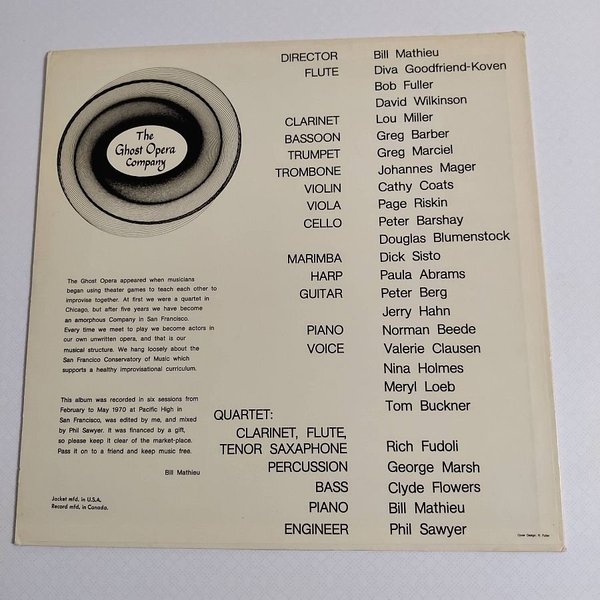 The
Ghost Opera
Company
The Ghost Opera appeared when musicians
began using theater games to teach each other to
improvise together. At first we were a quartet in
Chicago, but after five years we have become
an amorphous Company in San Francisco.
Every time we meet to play we become actors in
our own unwritten opera, and that is our
musical structure. We hang loosely about the
San Francico Conservatory of Music which
supports a healthy improvisational curriculum.
This album was recorded in six sessions from
February to May 1970 at Pacific High in
San Francisco, was edited by me, and mixed
by Phil Sawyer. It was financed by a gift,
so please keep it clear of the market-place.
Pass it on to a friend and keep music free.
Bill Mathieu
Jacket mfd. in U.S.A.
Record mfd. in Canada.
DIRECTOR Bill Mathieu
FLUTE Diva Goodfriend-Koven
Bob Fuller
David Wilkinson
CLARINET Lou Miller
BASSOON Greg Barber
TRUMPET Greg Marciel
TROMBONE Johannes Mager
VIOLIN Cathy Coats
VIOLA Page Riskin
CELLO Peter Barshay
Douglas Blumenstock
MARIMBA Dick Sisto
HARP Paula Abrams
GUITAR Peter Berg
Jerry Hahn
PIANO Norman Beede
VOICE Valerie Clausen
Nina Holmes
Meryl Loeb
Tom Buckner
QUARTET:
CLARINET, FLUTE,
TENOR SAXAPHONE Rich Fudoli
PERCUSSION George Marsh
BASS Clyde Flowers
PIANO Bill Mathieu
ENGINEER Phil Sawyer
Cover Design: R. Fuller